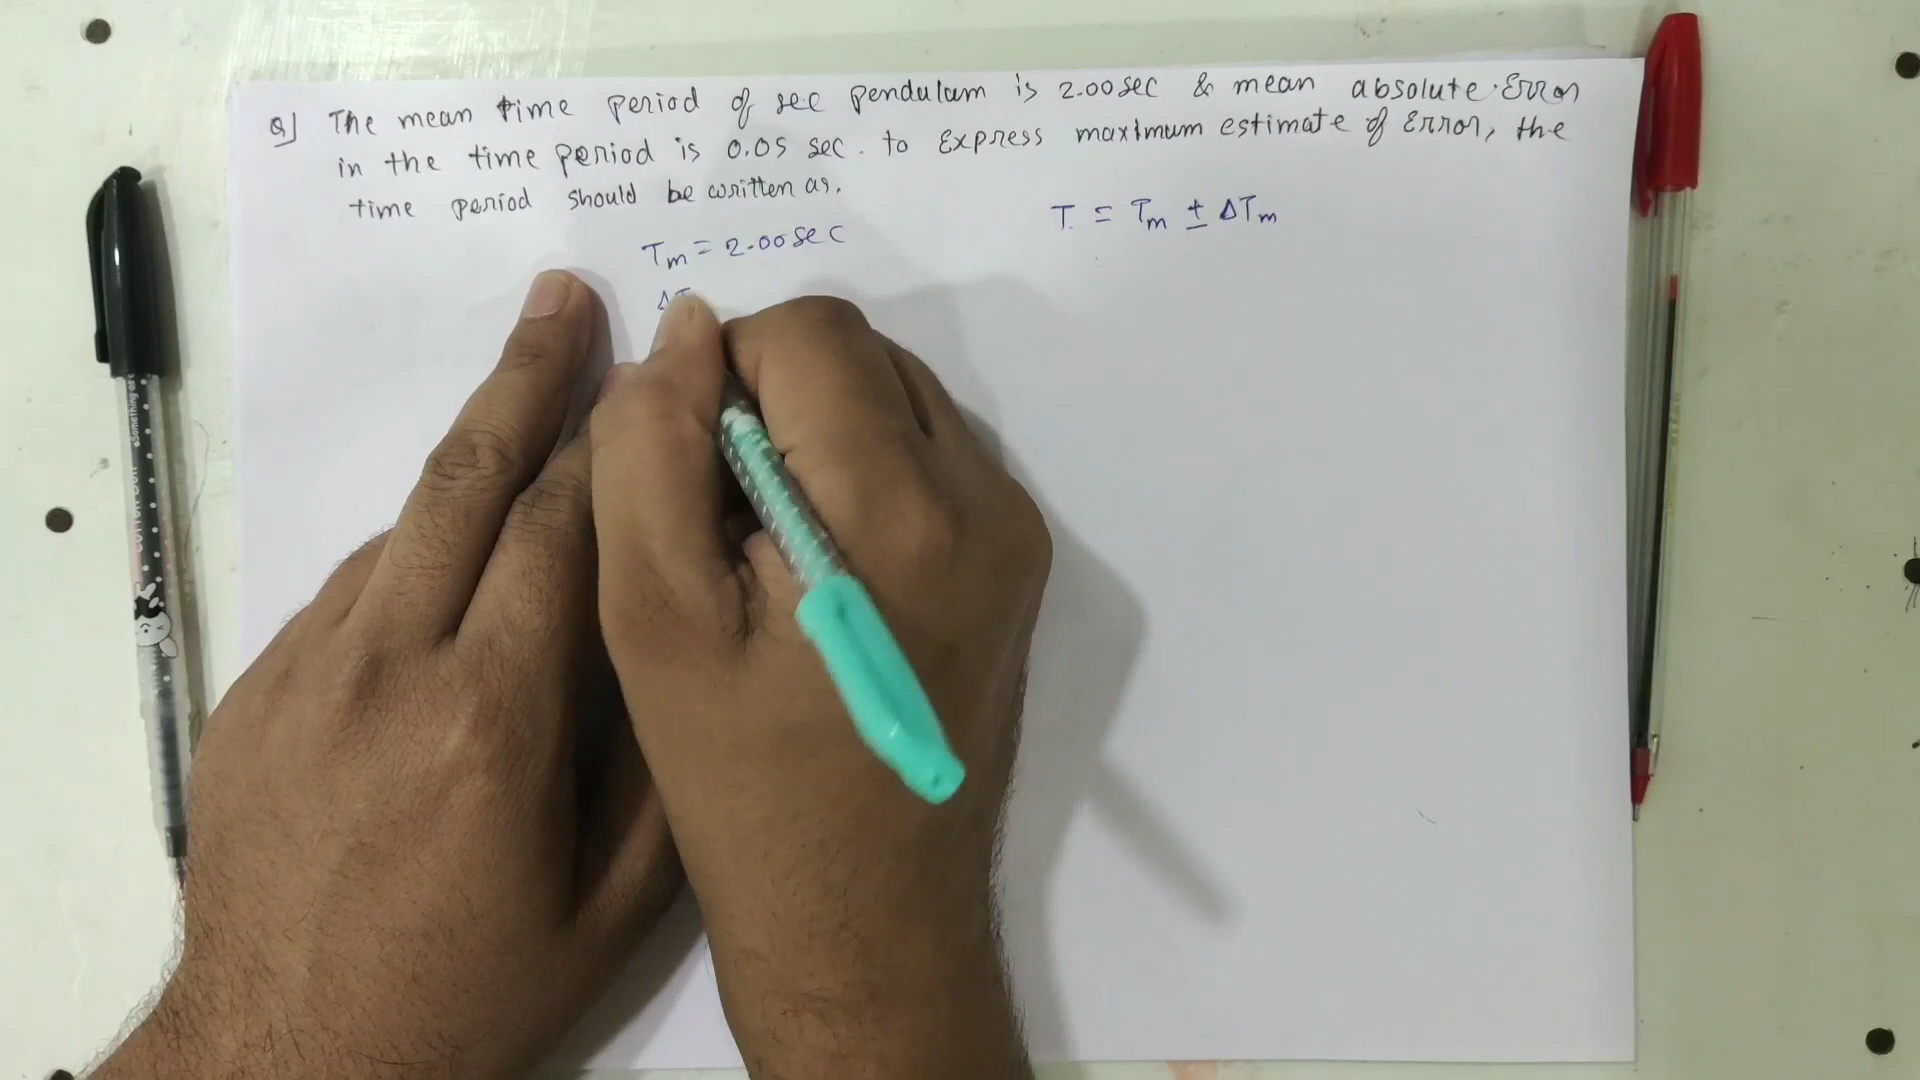 Q] The mean time period of sec pendulam is 2.00 sec & mean absolute Error
in the time period is 0.05 sec. to Express maximum estimate of Error, the
time period should be written as.
T = Tm ± ΔTm
Tm = 2.00 sec
ΔT